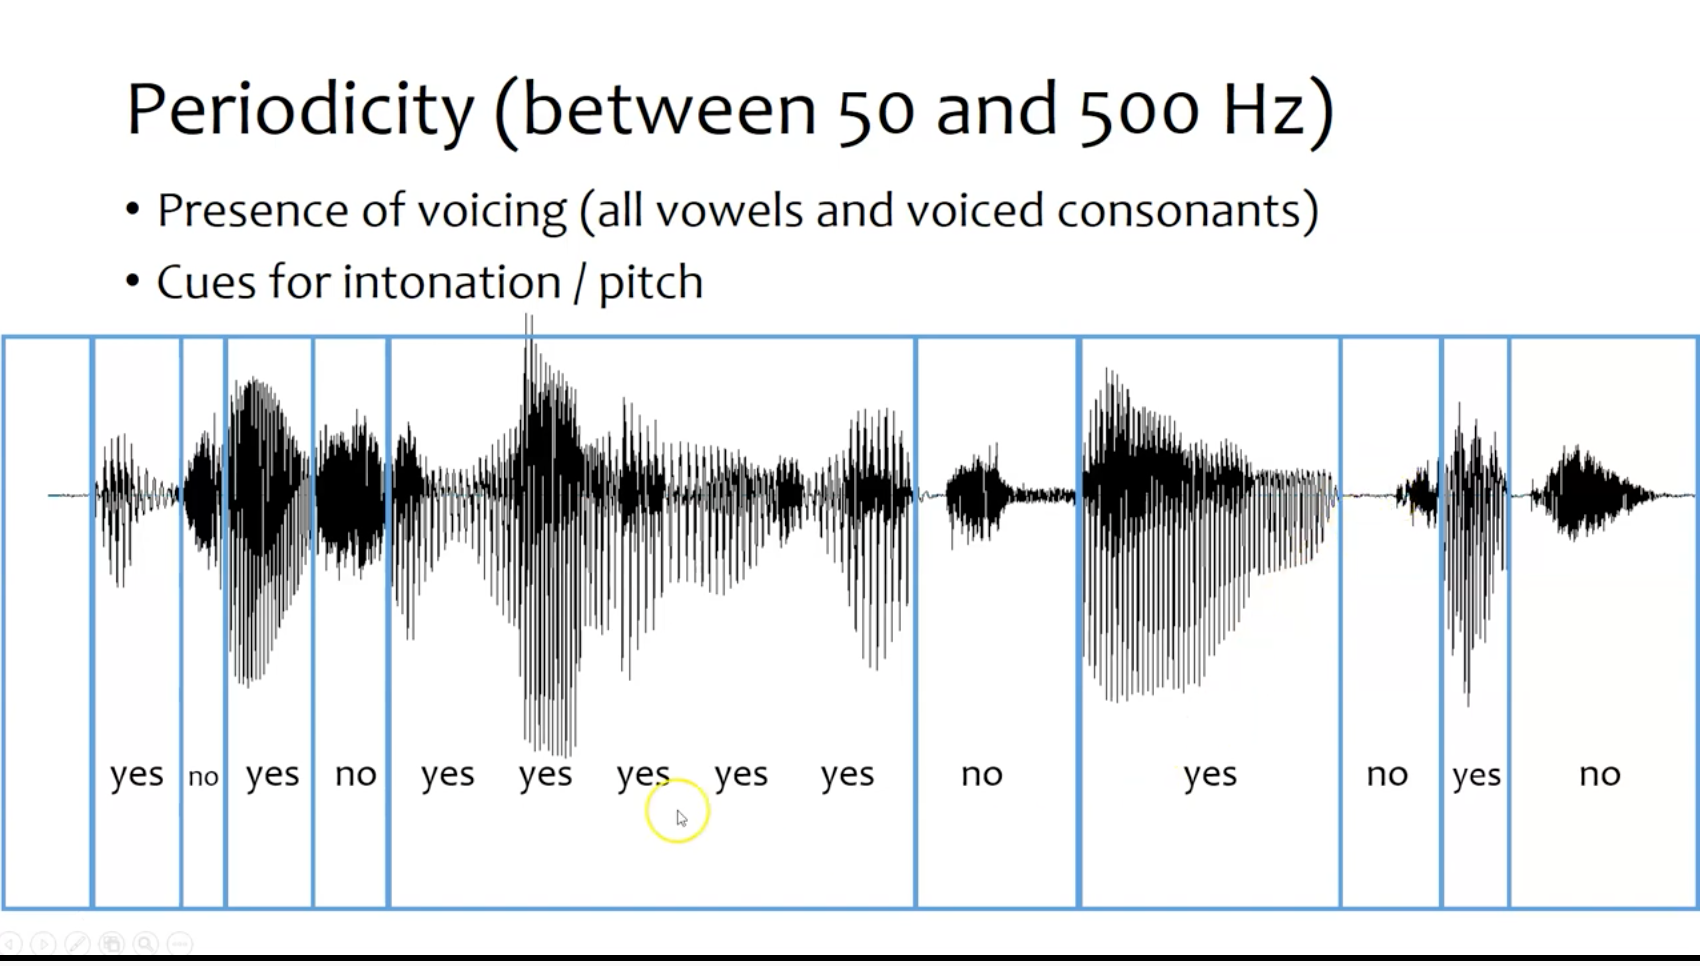 Periodicity (between 50 and 500 Hz)
• Presence of voicing (all vowels and voiced consonants)
• Cues for intonation / pitch
yes no yes no yes yes yes yes yes no yes no yes no